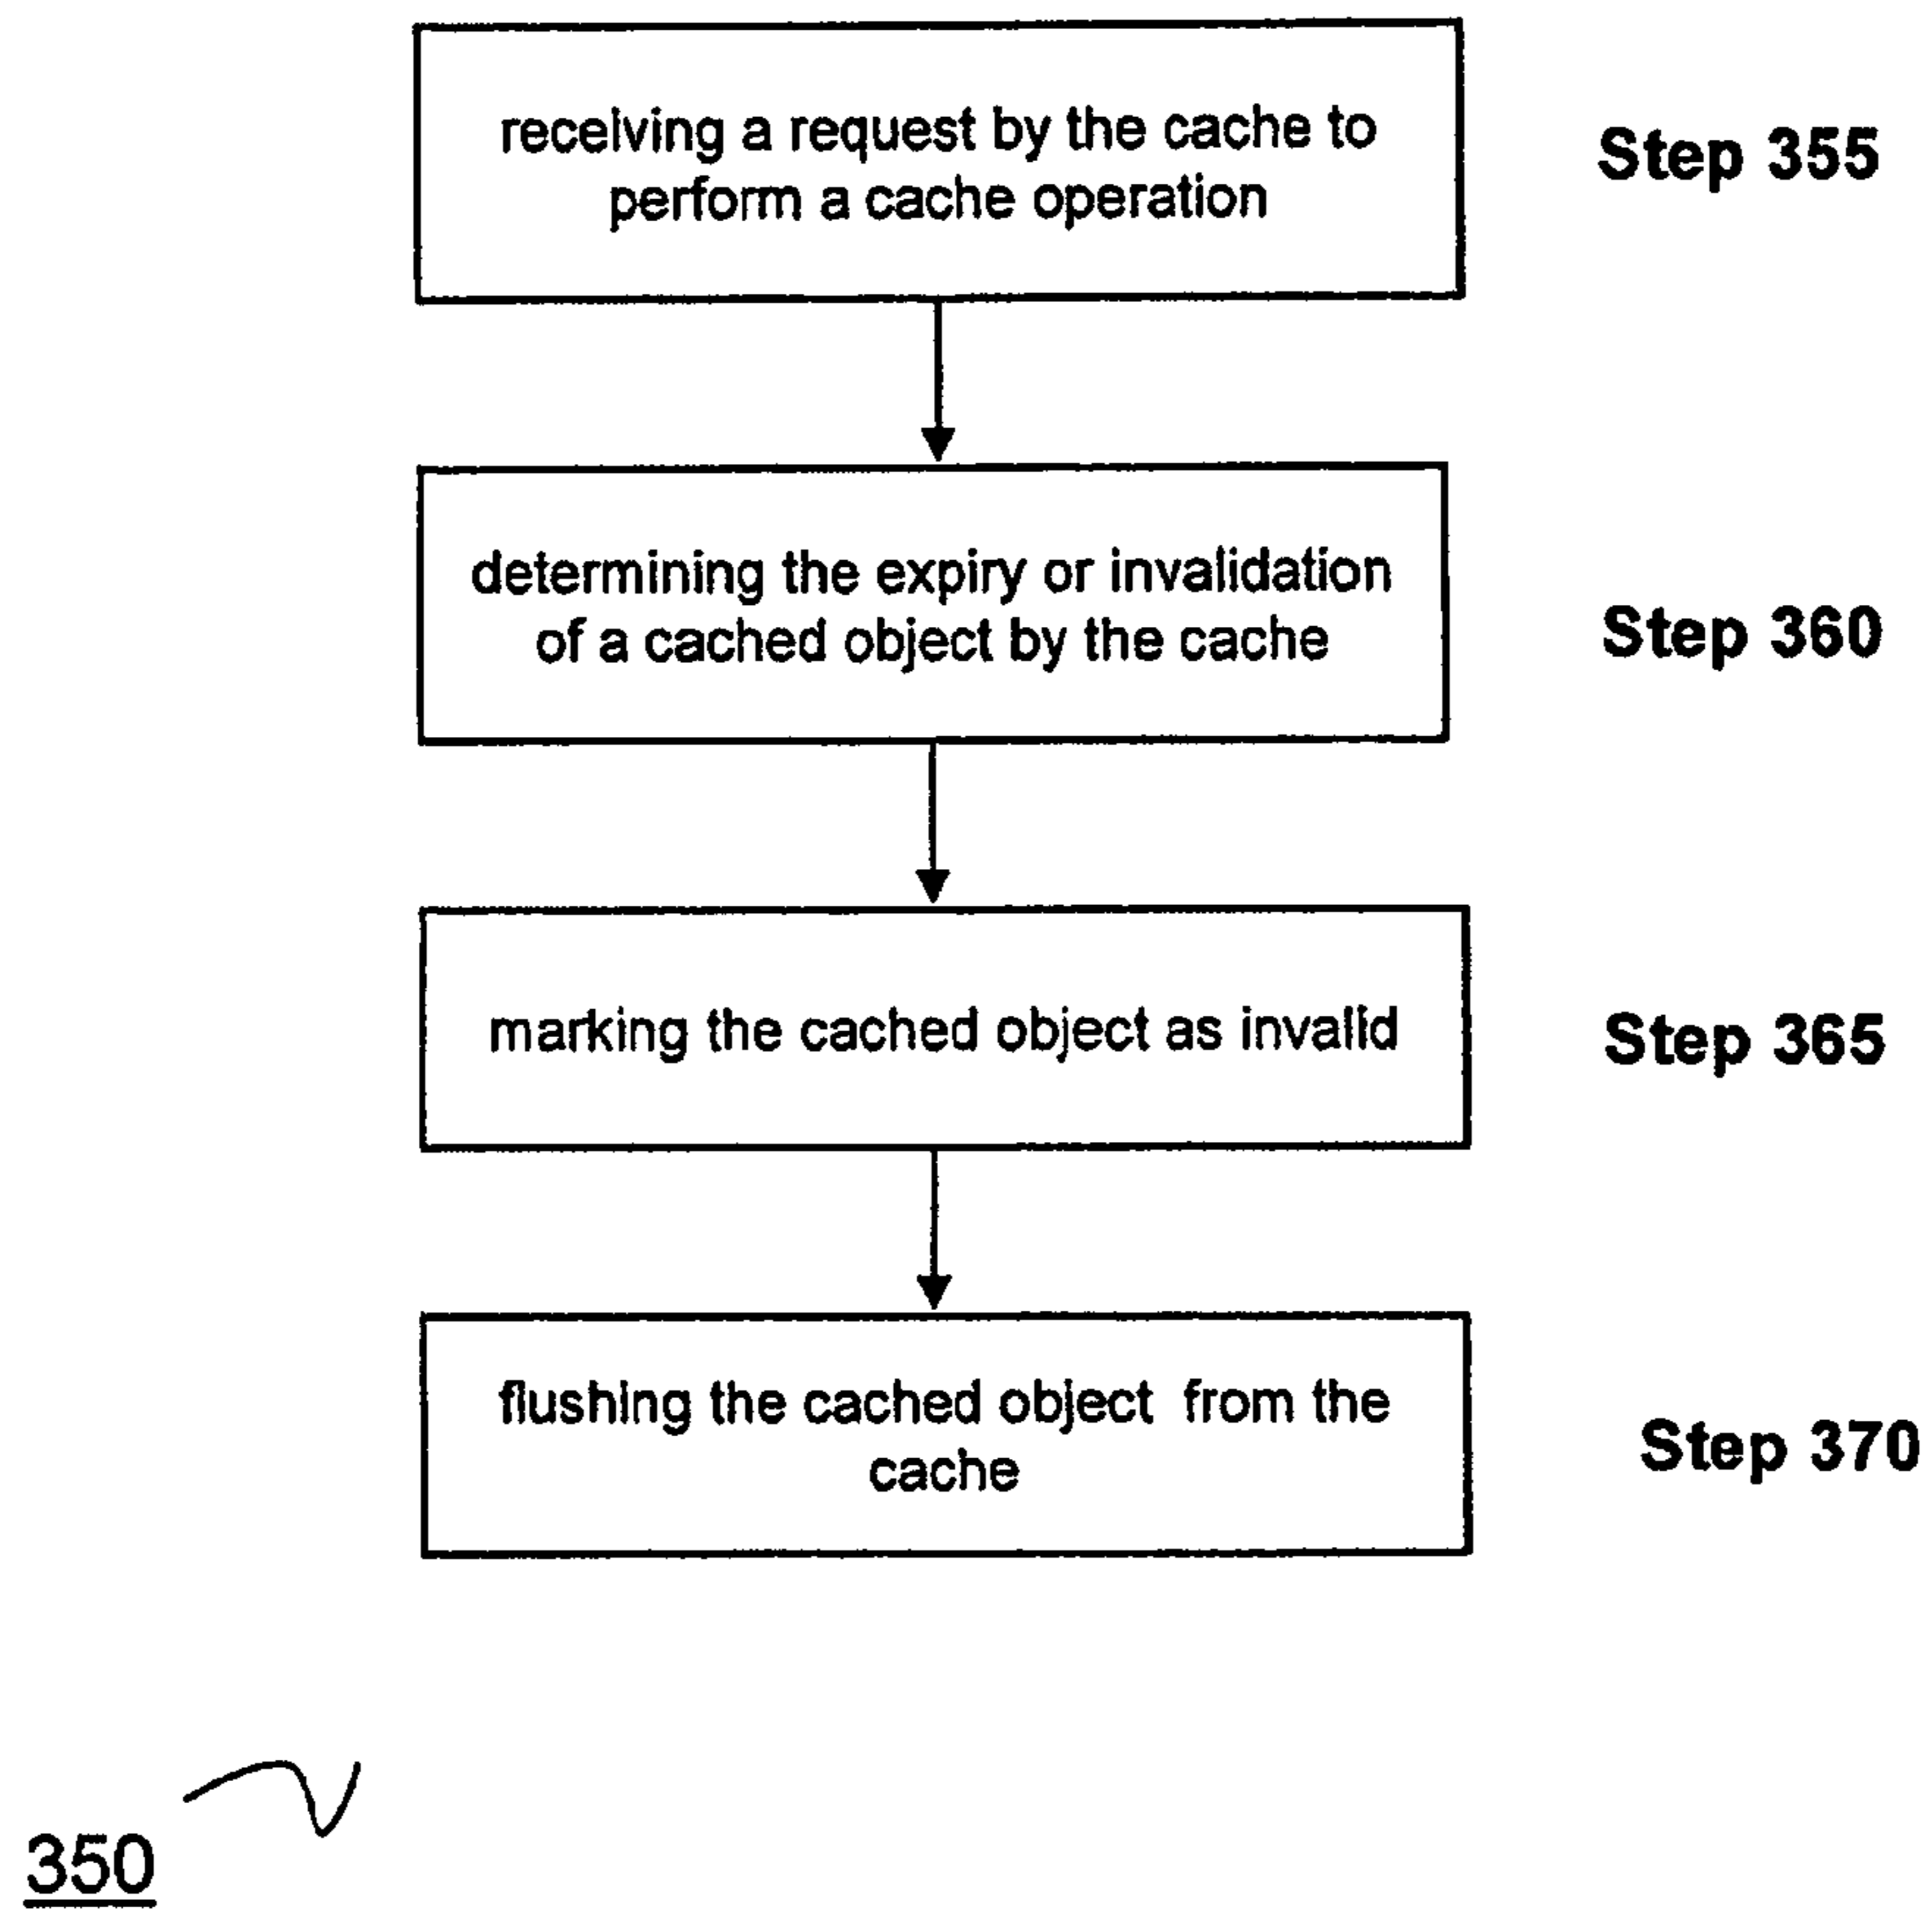 receiving a request by the cache to
perform a cache operation
Step 355
determining the expiry or invalidation
of a cached object by the cache
Step 360
marking the cached object as invalid
Step 365
flushing the cached object from the
cache
Step 370
350